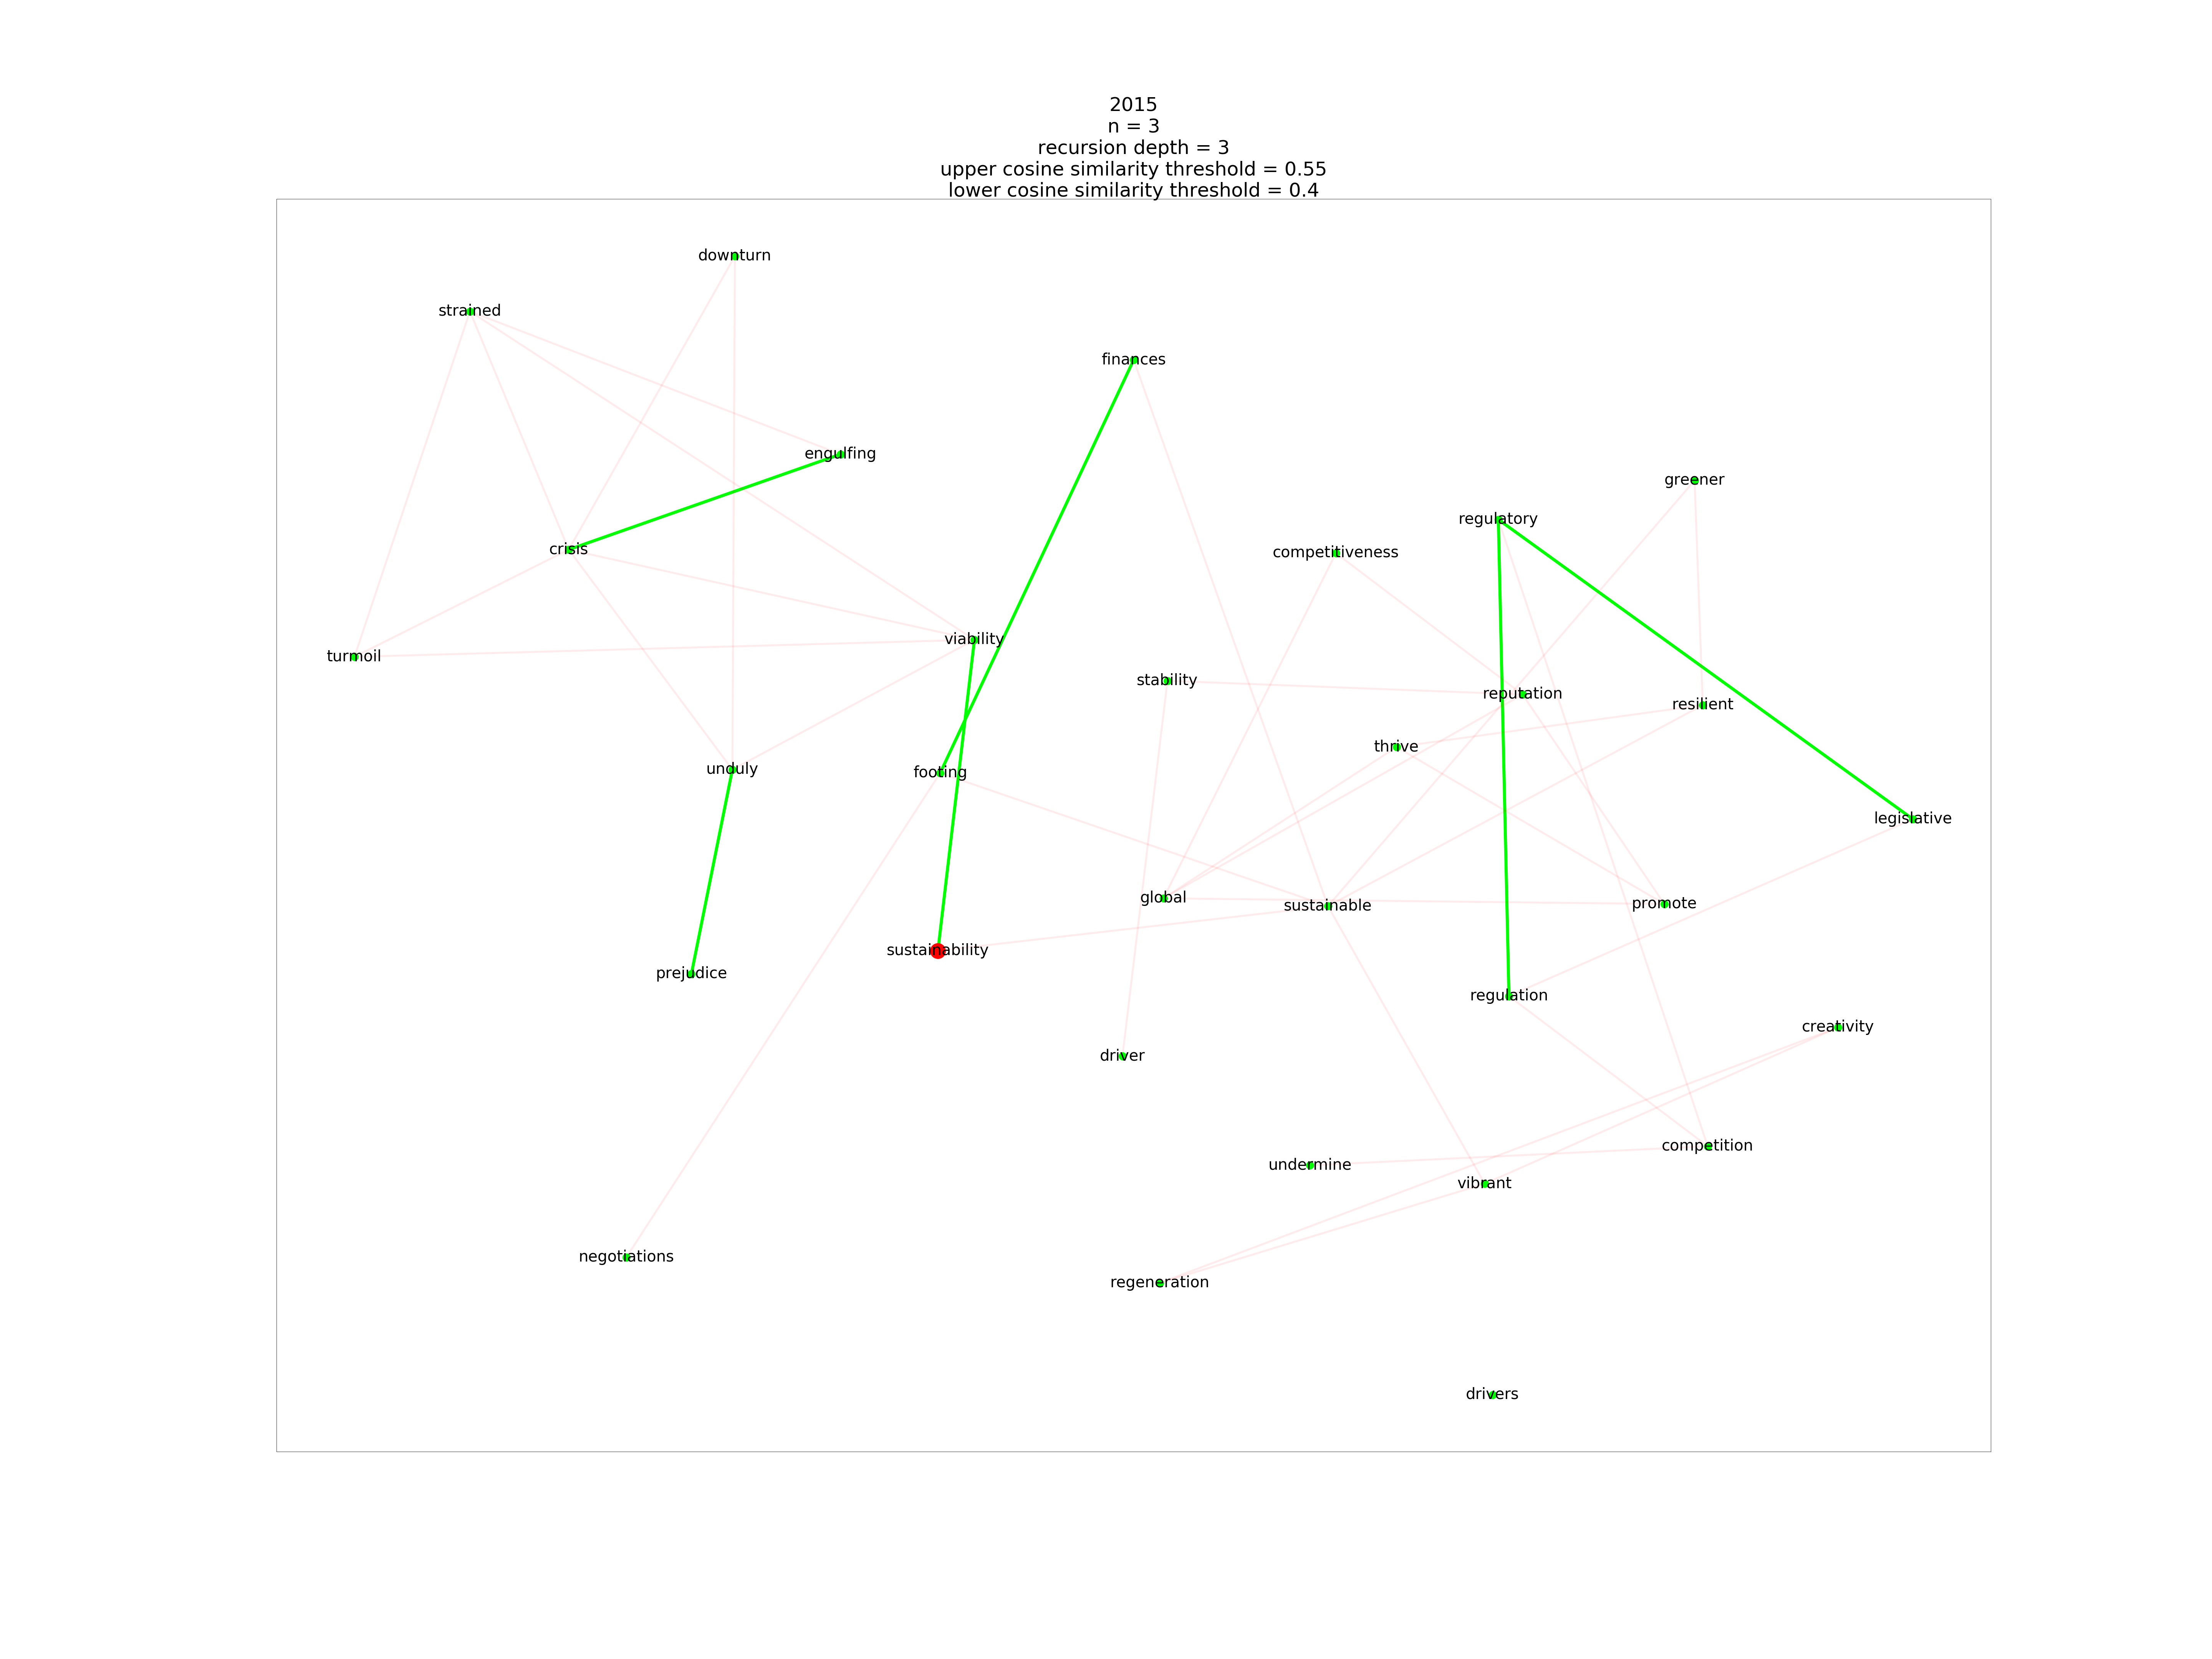 2015
n = 3
recursion depth = 3
upper cosine similarity threshold = 0.55
lower cosine similarity threshold = 0.4
downturn
strained
finances
engulfing
greener
regulatory
crisis
competitiveness
viability
turmoil
stability
reputation
resilient
thrive
unduly
footing
legislative
global
sustainable
promote
sustainability
prejudice
regulation
creativity
driver
competition
undermine
vibrant
negotiations
regeneration
drivers